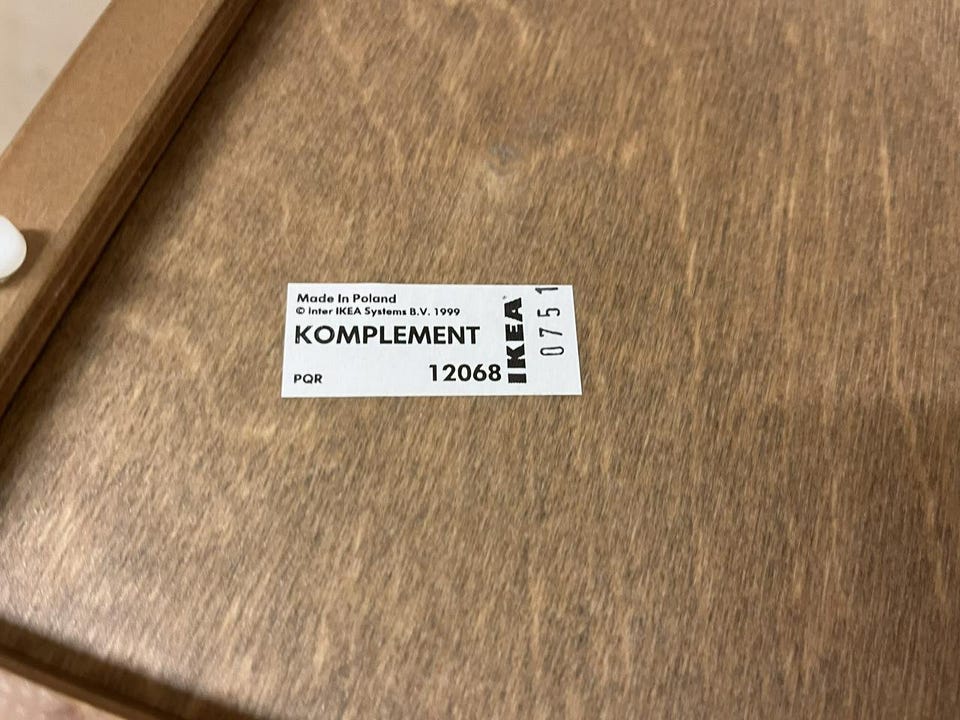 Made In Poland
© Inter IKEA Systems B.V. 1999
KOMPLEMENT
PQR
12068
IKEA
0751